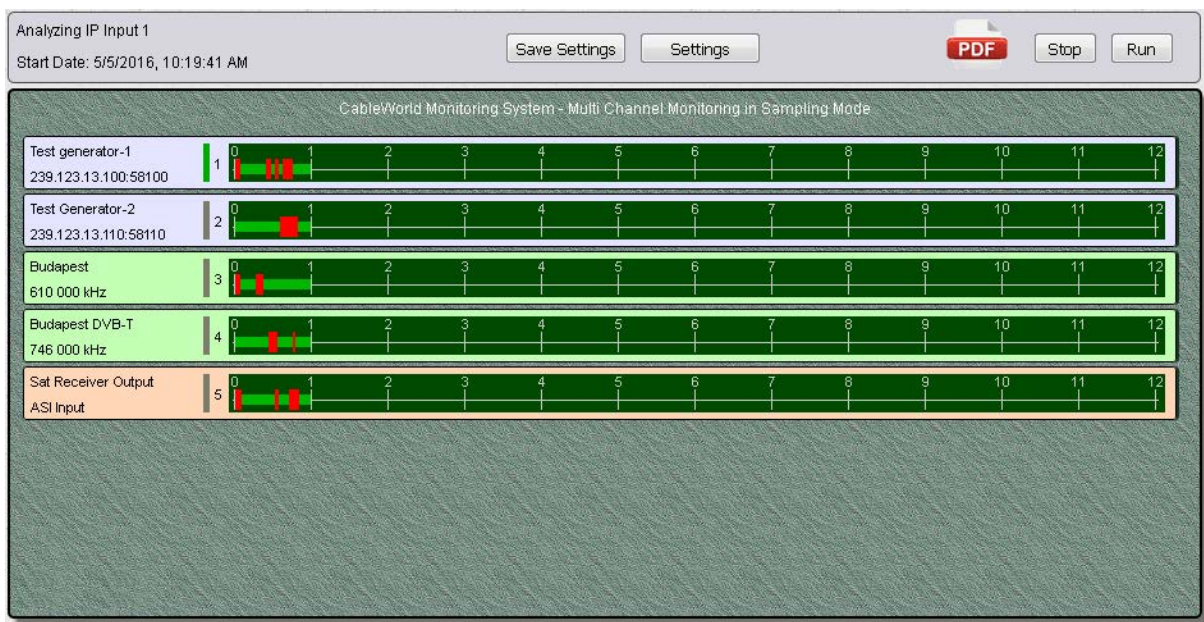 Analyzing IP Input 1
Start Date: 5/5/2016, 10:19:41 AM
Save Settings
Settings
PDF
Stop
Run
CableWorld Monitoring System - Multi Channel Monitoring in Sampling Mode
Test generator-1
239.123.13.100:58100
1
0 1 2 3 4 5 6 7 8 9 10 11 12
Test Generator-2
239.123.13.110:58110
2
0 1 2 3 4 5 6 7 8 9 10 11 12
Budapest
610 000 kHz
3
0 1 2 3 4 5 6 7 8 9 10 11 12
Budapest DVB-T
746 000 kHz
4
0 1 2 3 4 5 6 7 8 9 10 11 12
Sat Receiver Output
ASI Input
5
0 1 2 3 4 5 6 7 8 9 10 11 12